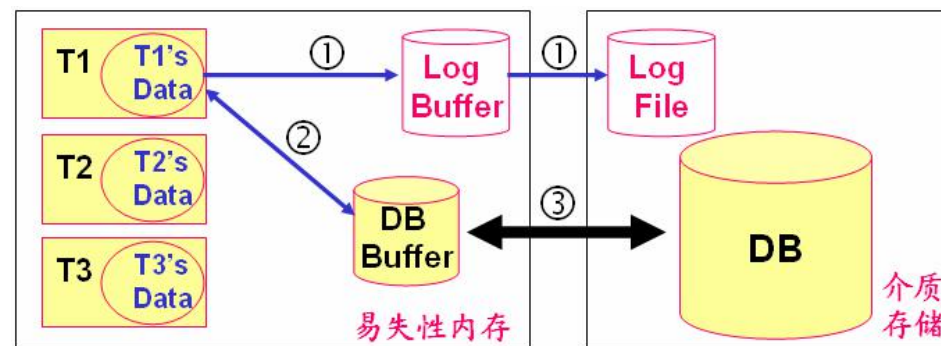 T1
T1's
Data
①
Log
Buffer
①
Log
File
②
T2
T2's
Data
DB
Buffer
③
DB
T3
T3's
Data
易失性内存
介质
存储